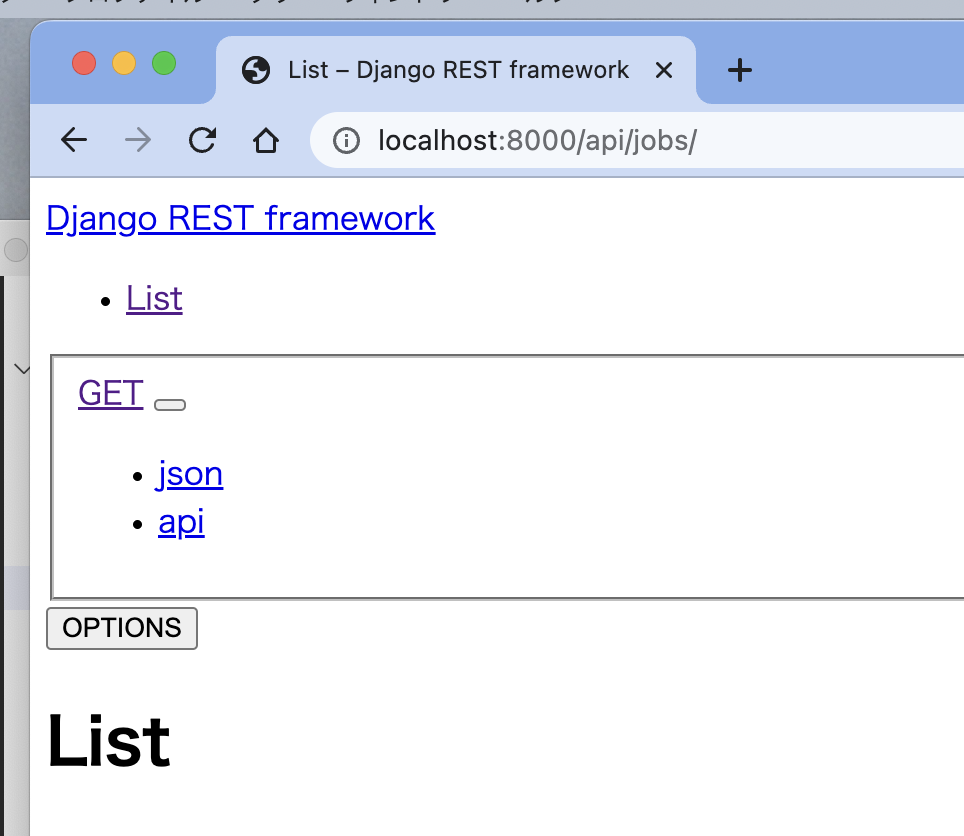 List – Django REST framework
localhost:8000/api/jobs/
Django REST framework
List
GET
json
api
OPTIONS
List